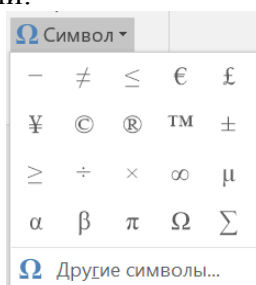 Ω Символ
− ≠ ≤ € £
¥ © ® ™ ±
≥ ÷ × ∞ µ
α β π Ω ∑
Ω Другие символы...